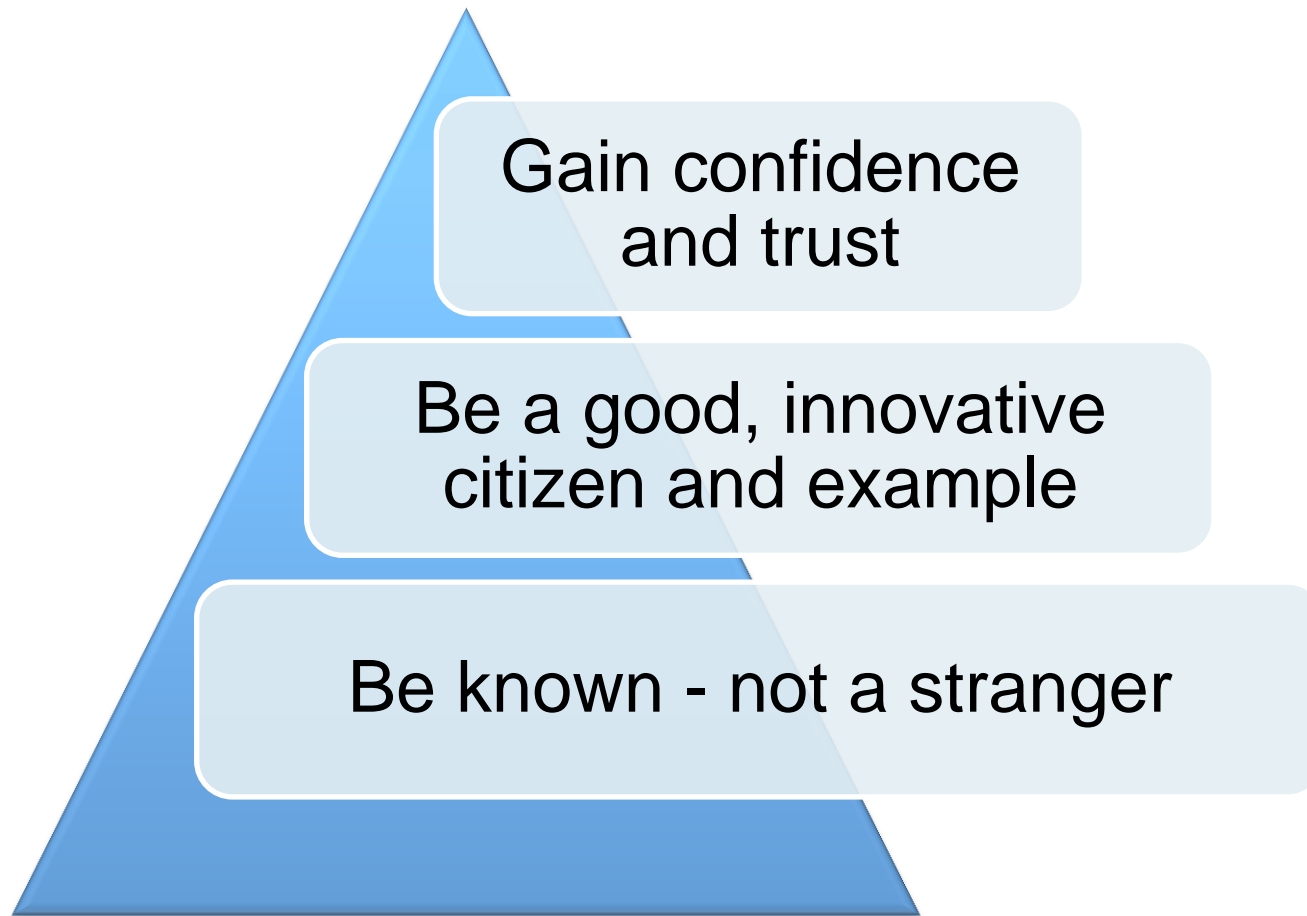 Gain confidence
and trust
Be a good, innovative
citizen and example
Be known - not a stranger